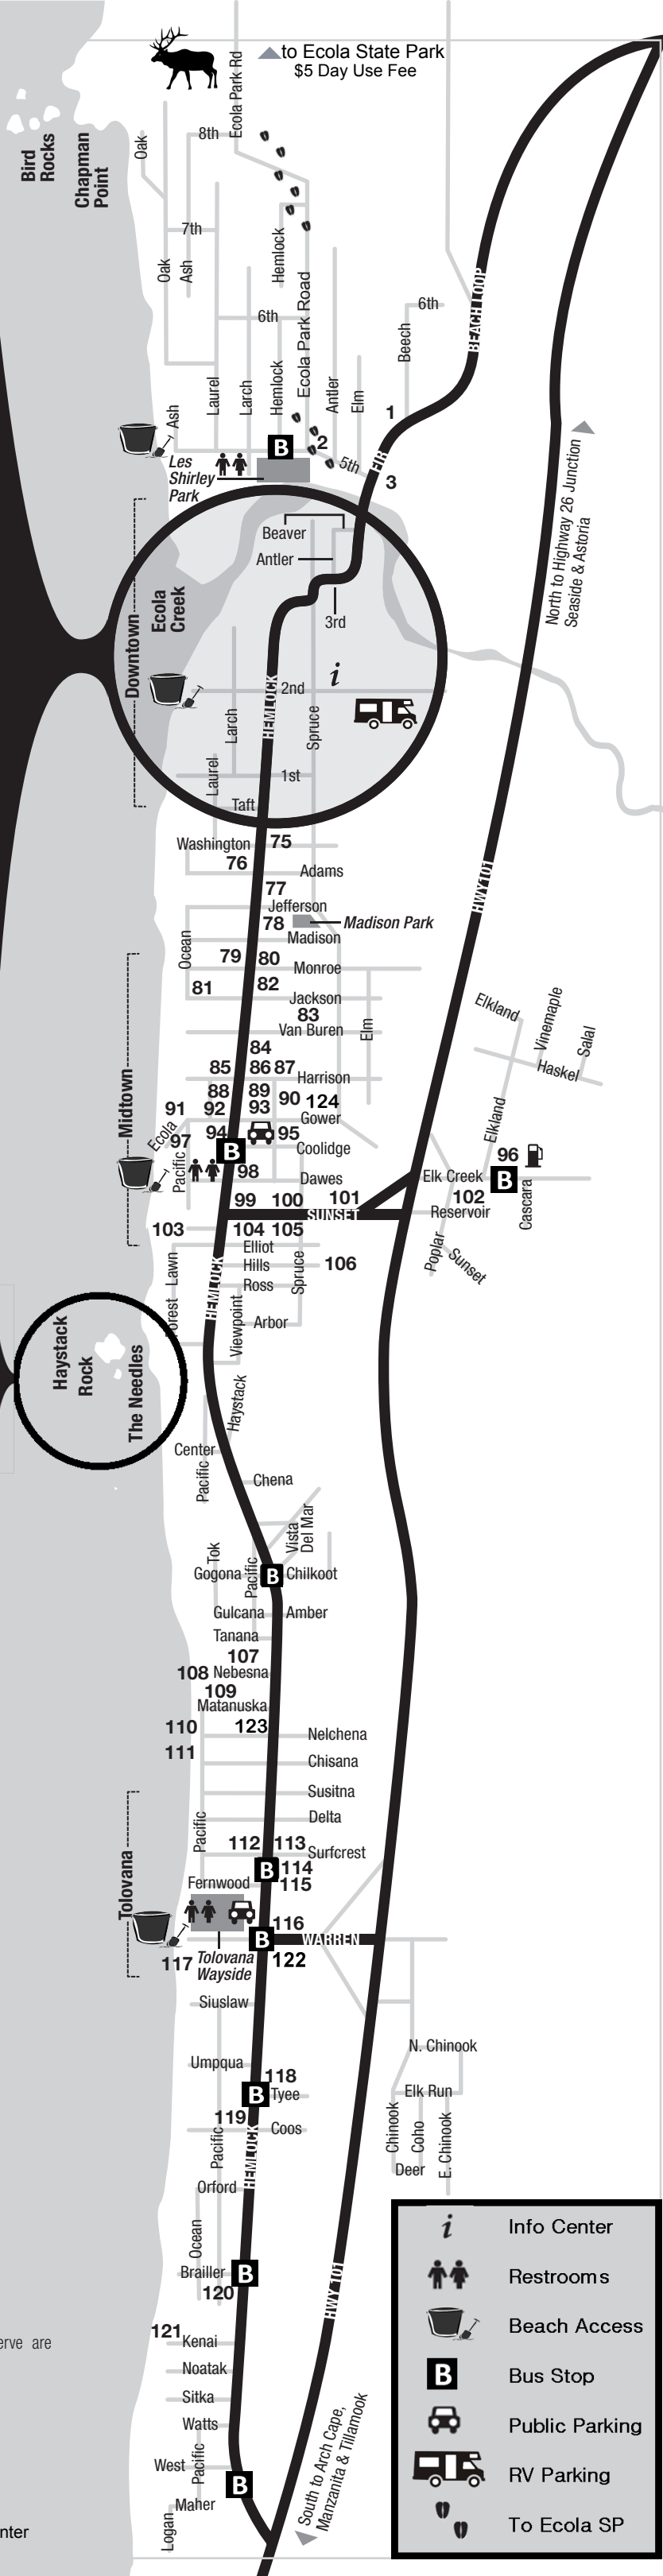 to Ecola State Park
$5 Day Use Fee
Ecola Park Rd
8th
Oak
Bird
Rocks
Chapman
Point
7th
Oak
Ash
Hemlock
Ecola Park Road
6th
6th
BEACH LOOP
Beech
Laurel
Larch
Hemlock
Antler
Elm
Ash
1
B
2
5th
FIR
3
Les
Shirley
Park
North to Highway 26 Junction
Seaside & Astoria
Beaver
Antler
Ecola
Creek
3rd
Downtown
i
2nd
HEMLOCK
Larch
Spruce
Laurel
1st
Taft
Washington
75
76
Adams
HWY101
77
Jefferson
78
Madison Park
Madison
Ocean
79
80
Monroe
81
82
Jackson
83
Van Buren
Elm
Elkland
Vinemaple
Salal
Haskel
84
85
86
87
Harrison
88
89
90
124
91
92
93
Gower
Midtown
Ecola
97
94
B
95
Coolidge
Elkland
96
Pacific
98
Dawes
Elk Creek
B
99
100
101
102
Cascara
SUNSET
Reservoir
103
104
105
Elliot
Hills
106
Poplar
Sunset
Forest Lawn
HEMLOCK
Ross
Spruce
Viewpoint
Arbor
Haystack
Rock
The Needles
Haystack
Center
Pacific
Chena
Vista
Del Mar
Tok
Gogona
Pacific
B
Chilkoot
Gulcana
Amber
Tanana
107
108
Nebesna
109
Matanuska
110
123
Nelchena
111
Chisana
Susitna
Pacific
Delta
112
113
Surfcrest
B
114
Fernwood
115
Tolovana
116
B
WARREN
117
Tolovana
Wayside
122
Siuslaw
N. Chinook
Umpqua
118
B
Tyee
Elk Run
119
Coos
Chinook
Coho
E. Chinook
Pacific
HEMLOCK
Deer
Orford
Ocean
Brailler
B
120
HWY 101
121
Kenai
erve are
Noatak
Sitka
Watts
West
Pacific
B
Maher
Logan
South to Arch Cape,
Manzanita & Tillamook
nter
i Info Center
Restrooms
Beach Access
B Bus Stop
Public Parking
RV Parking
To Ecola SP